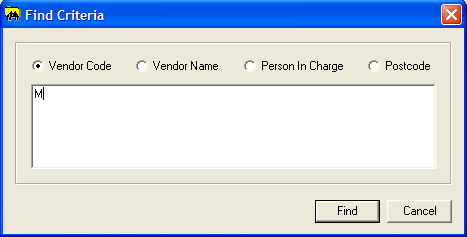 Find Criteria
Vendor Code Vendor Name Person In Charge Postcode
M
Find Cancel